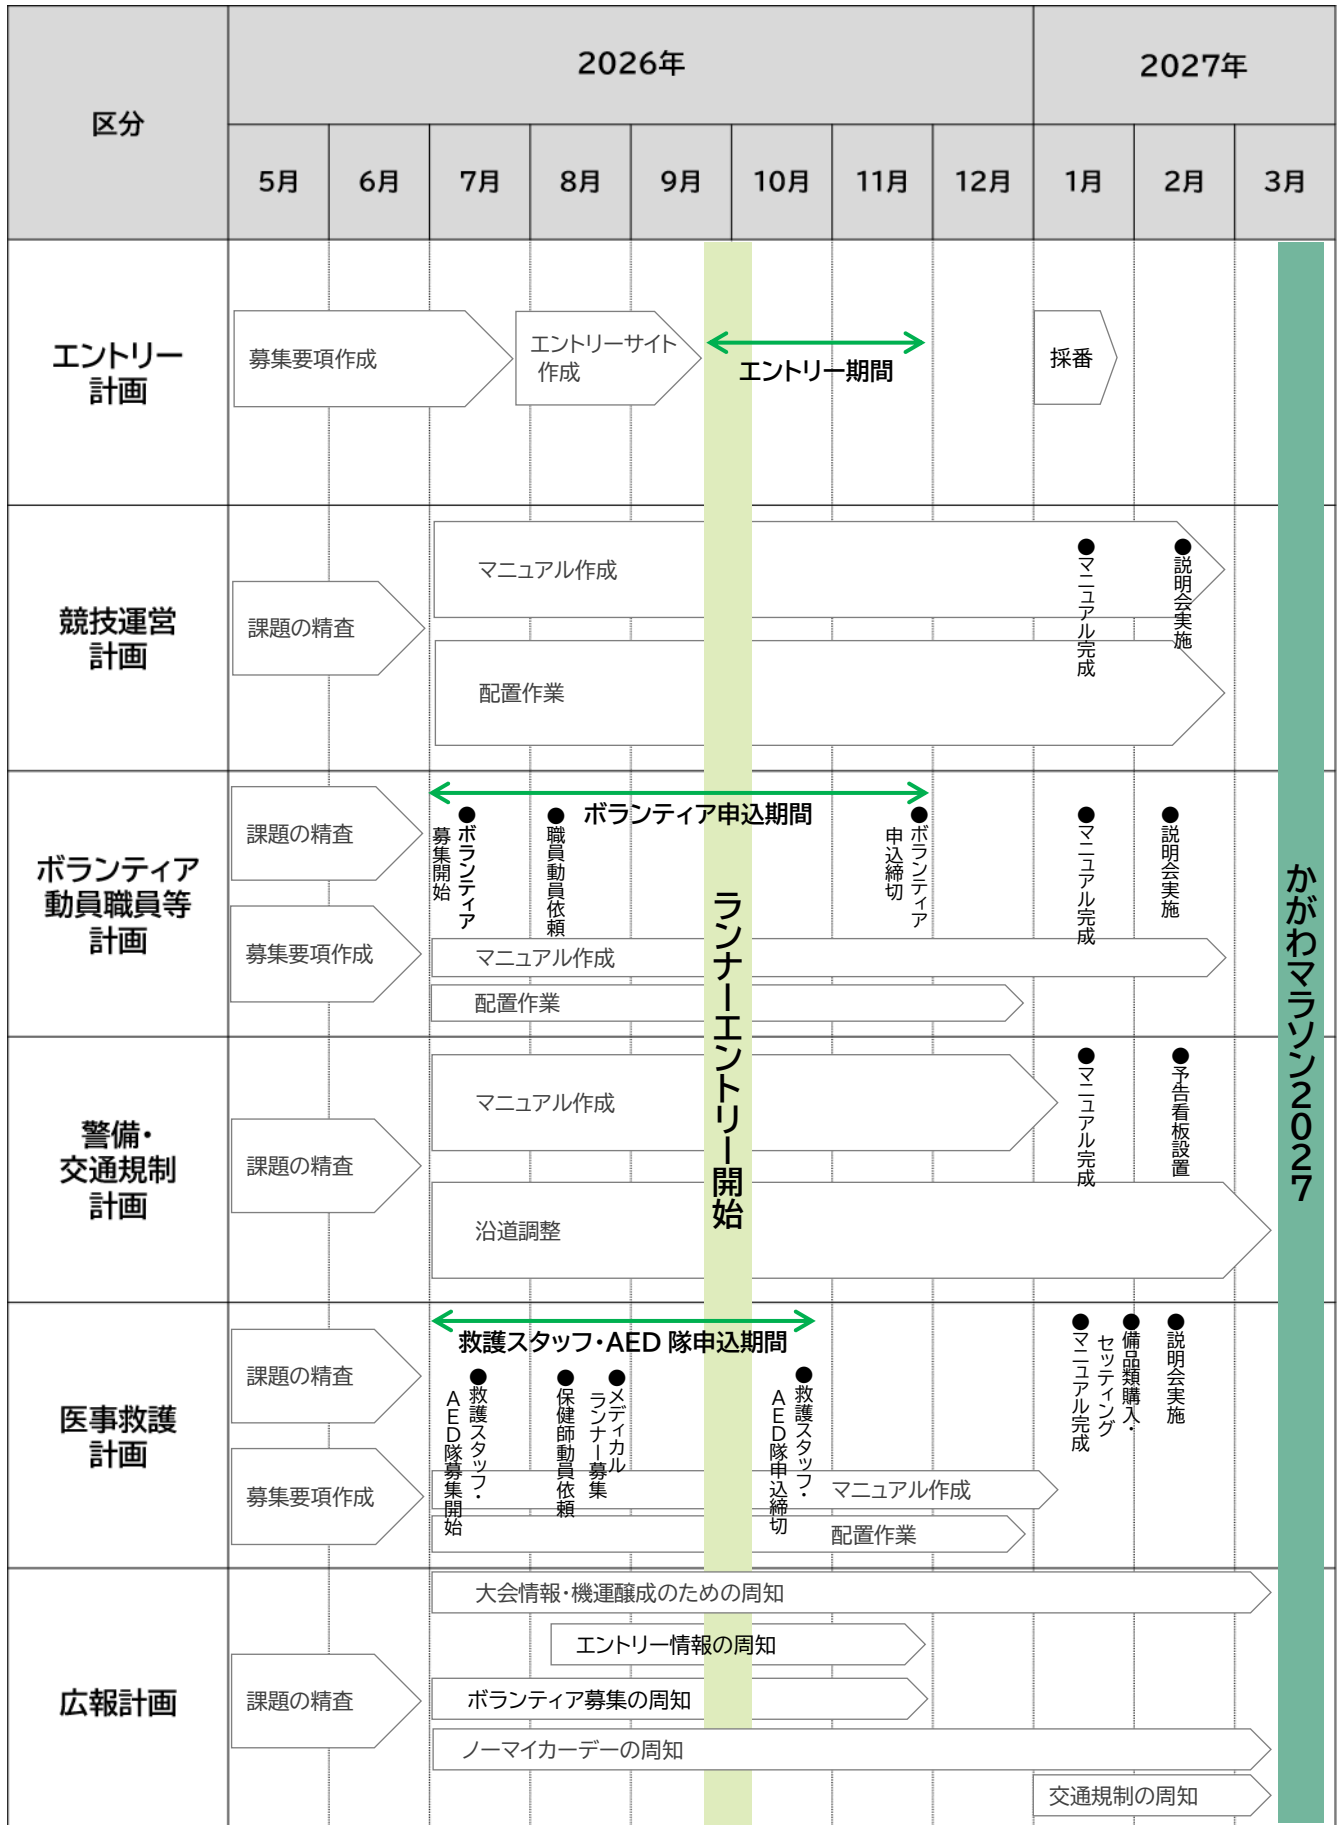 区分
2026年
2027年
5月
6月
7月
8月
9月
10月
11月
12月
1月
2月
3月
エントリー
計画
募集要項作成
エントリーサイト
作成
エントリー期間
採番
競技運営
計画
課題の精査
マニュアル作成
配置作業
●マニュアル完成
●説明会実施
ボランティア
動員職員等
計画
課題の精査
募集要項作成
ボランティア申込期間
●ボランティア
募集開始
●職員動員依頼
●ボランティア
申込締切
●マニュアル完成
●説明会実施
マニュアル作成
配置作業
警備・
交通規制
計画
課題の精査
マニュアル作成
沿道調整
●マニュアル完成
●予告看板設置
医事救護
計画
課題の精査
募集要項作成
救護スタッフ・AED 隊申込期間
●救護スタッフ・
AED隊募集開始
●保健師動員依頼
●メディカル
ランナー募集
●救護スタッフ・
AED隊申込締切
●マニュアル完成
●備品類購入・
セッティング
●説明会実施
マニュアル作成
配置作業
広報計画
課題の精査
大会情報・機運醸成のための周知
エントリー情報の周知
ボランティア募集の周知
ノーマイカーデーの周知
交通規制の周知
ランナーエントリー開始
かがわマラソン2027